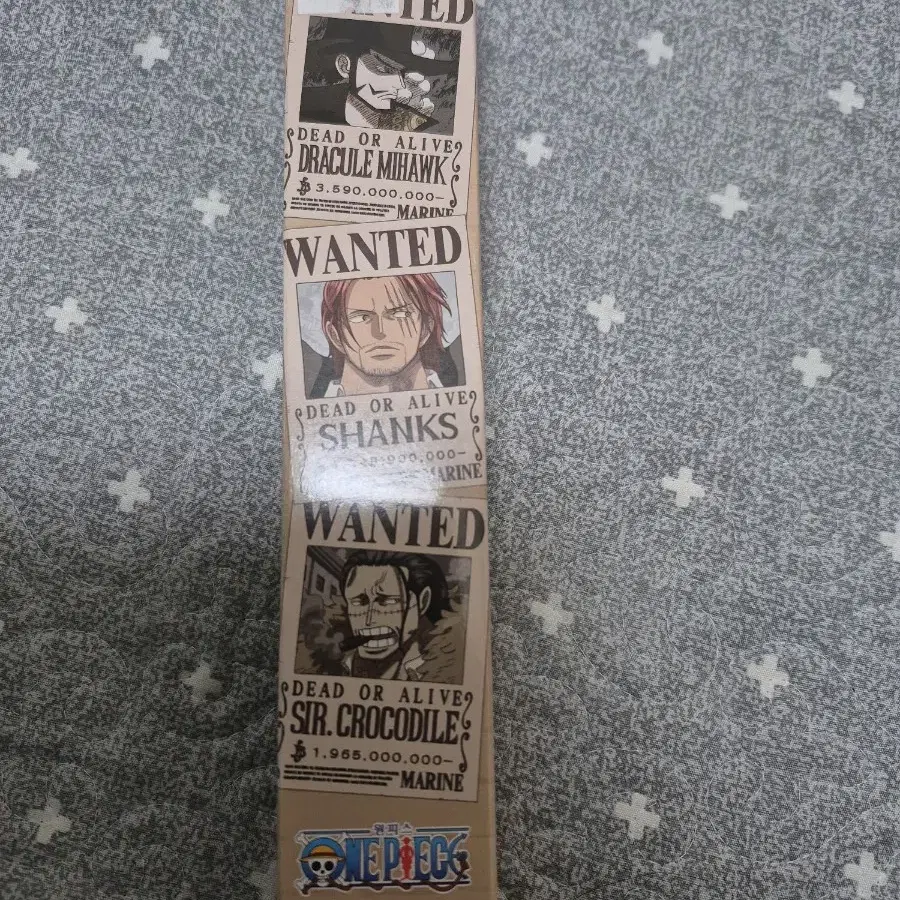 WANTED
DEAD OR ALIVE
DRACULE MIHAWK
3,590,000,000-
MARINE
WANTED
DEAD OR ALIVE
SHANKS
MARINE
WANTED
DEAD OR ALIVE
SIR.CROCODILE
1,965,000,000-
MARINE
원피스
ONE PIECE